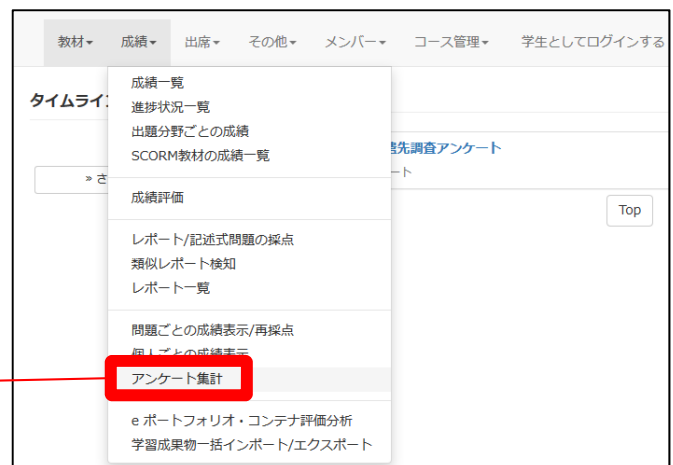 教材▾ 成績▾ 出席▾ その他▾ メンバー▾ コース管理▾ 学生としてログインする
タイムライン
成績一覧
進捗状況一覧
出題分野ごとの成績
SCORM教材の成績一覧
先調査アンケート
ート
» さ
成績評価
Top
レポート/記述式問題の採点
類似レポート検知
レポート一覧
問題ごとの成績表示/再採点
個人ごとの成績表示
アンケート集計
e ポートフォリオ・コンテナ評価分析
学習成果物一括インポート/エクスポート